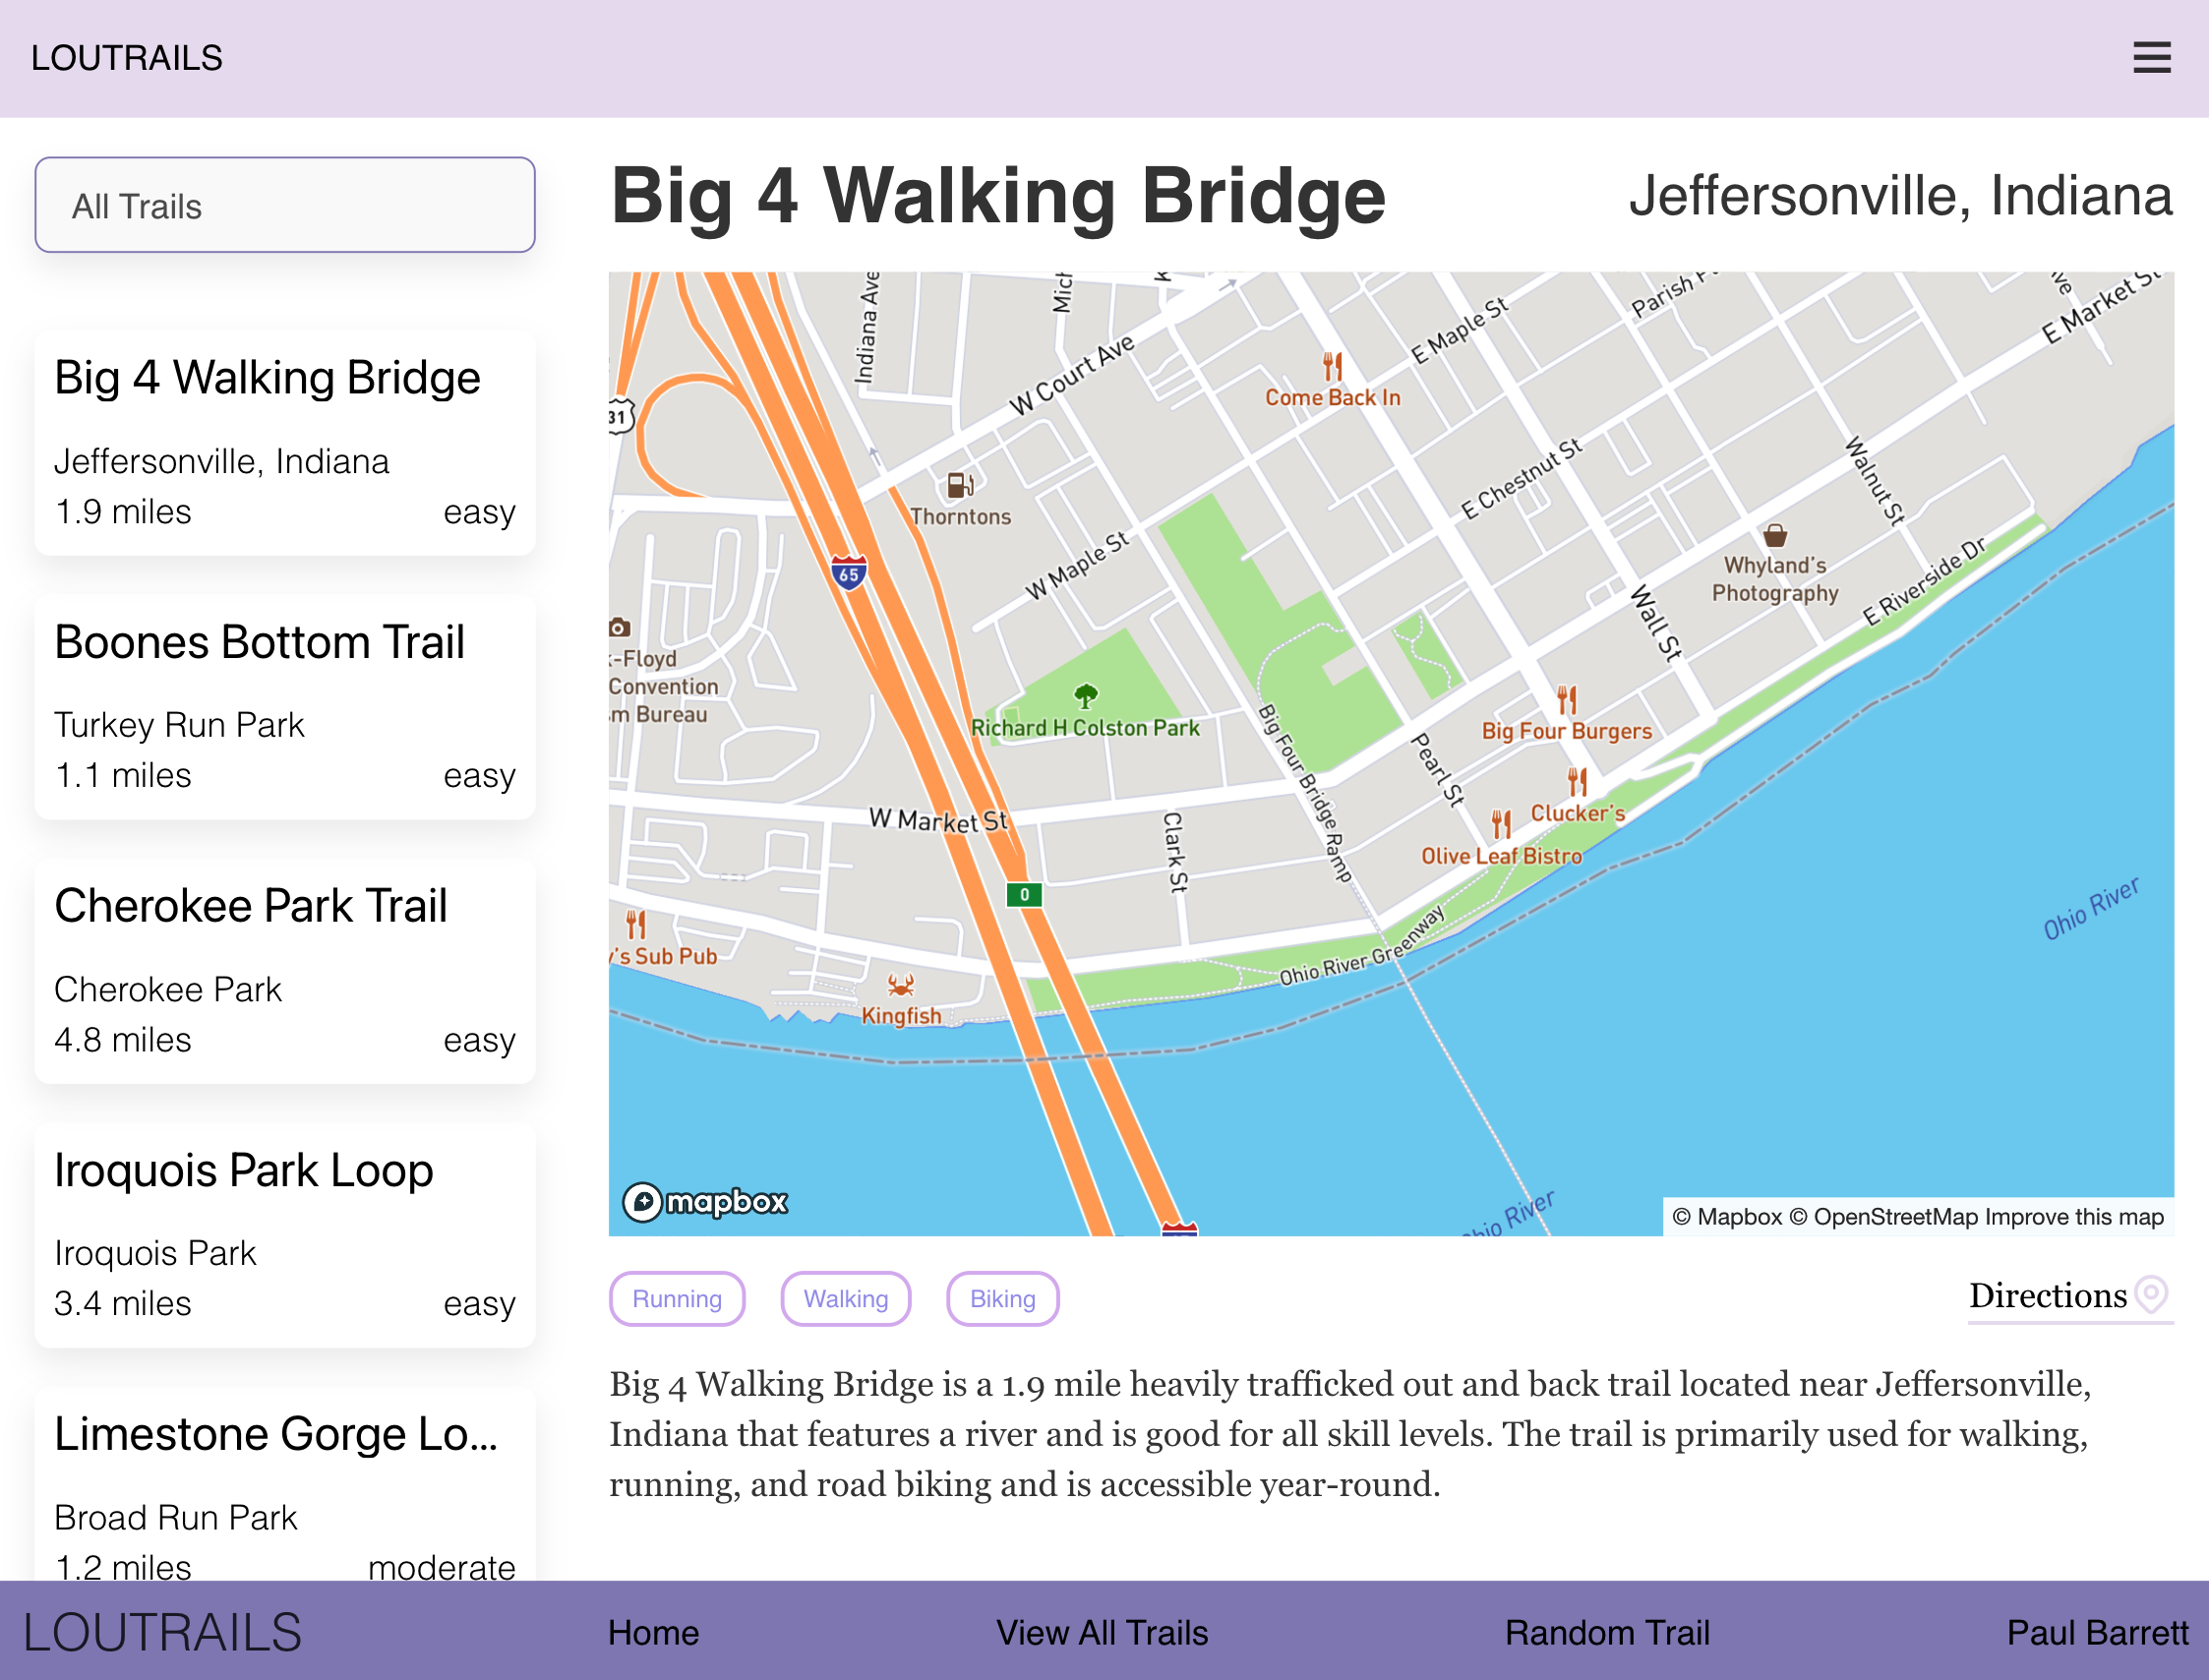 LOUTRAILS
All Trails
Big 4 Walking Bridge
Jeffersonville, Indiana
1.9 miles easy
Boones Bottom Trail
Turkey Run Park
1.1 miles easy
Cherokee Park Trail
Cherokee Park
4.8 miles easy
Iroquois Park Loop
Iroquois Park
3.4 miles easy
Limestone Gorge Lo...
Broad Run Park
1.2 miles moderate
Big 4 Walking Bridge
Jeffersonville, Indiana
Indiana Ave
Mich
W Court Ave
E Maple St
Parish
ve
E Market St
31
Come Back In
Thorntons
E Chestnut St
Walnut St
W Maple St
65
Whyland's
Photography
E Riverside Dr
Wall St
-Floyd
Convention
m Bureau
Richard H Colston Park
Big Four Bridge Ramp
Pearl St
Big Four Burgers
Clucker's
Olive Leaf Bistro
W Market St
Clark St
0
Ohio River
's Sub Pub
Kingfish
Ohio River Greenway
Ohio River
mapbox
© Mapbox © OpenStreetMap Improve this map
Running
Walking
Biking
Directions
Big 4 Walking Bridge is a 1.9 mile heavily trafficked out and back trail located near Jeffersonville,
Indiana that features a river and is good for all skill levels. The trail is primarily used for walking,
running, and road biking and is accessible year-round.
LOUTRAILS
Home
View All Trails
Random Trail
Paul Barrett